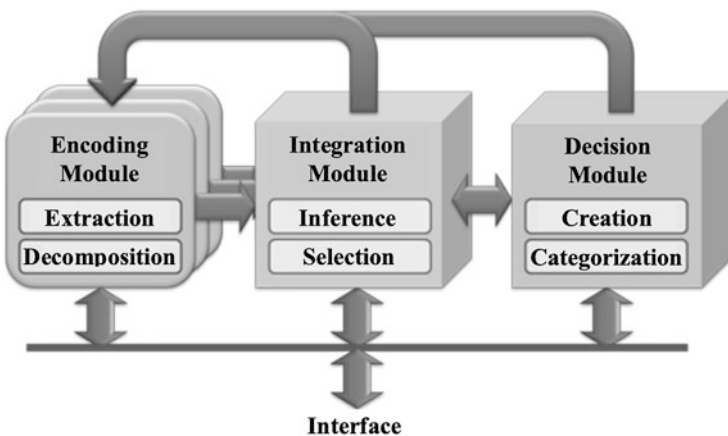 Encoding
Module
Extraction
Decomposition
Integration
Module
Inference
Selection
Decision
Module
Creation
Categorization
Interface